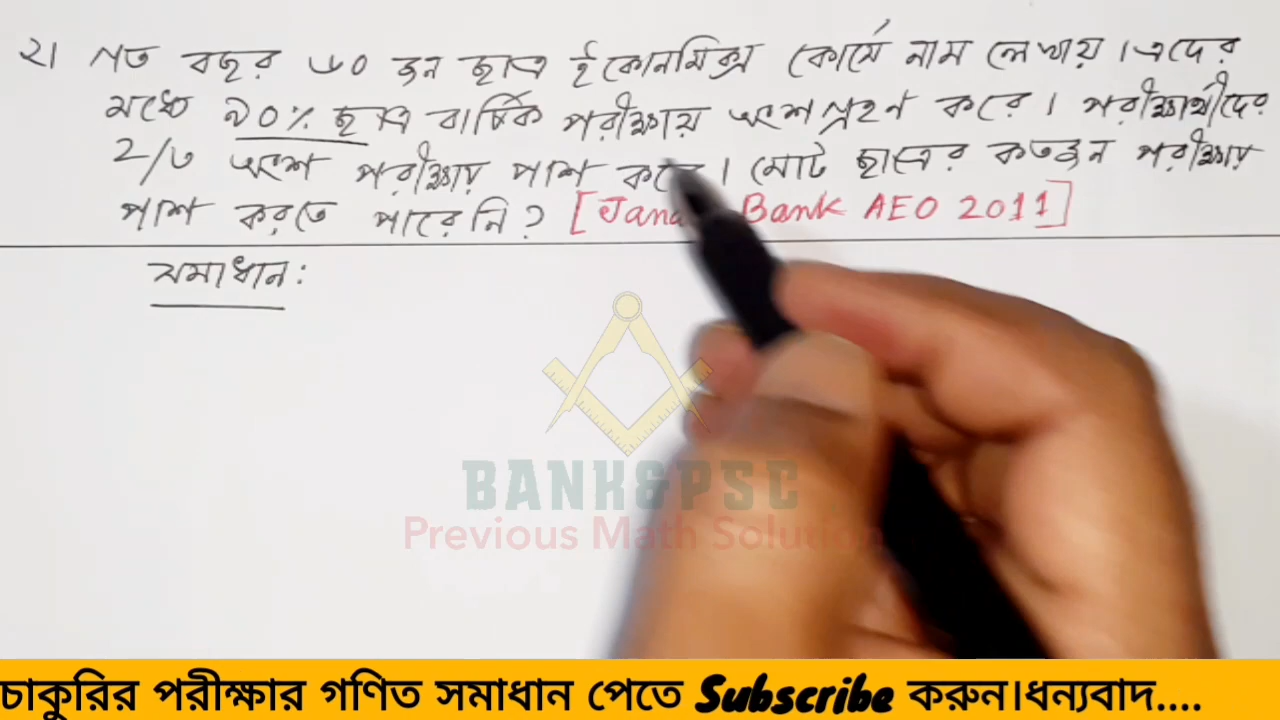 ২। গত বছর ৬০ জন ছাত্র ইকোনমিক্স কোর্সে নাম লেখায়। এদের
মধ্যে ৯০% ছাত্র বার্ষিক পরীক্ষায় অংশগ্রহণ করে। পরীক্ষার্থীদের
2/৩ অংশ পরীক্ষায় পাশ করে। মোট ছাত্রের কতজন পরীক্ষায়
পাশ করতে পারেনি? [Jana Bank AEO 2011]
সমাধান:
BANK&PSC
Previous Math Solution
চাকুরির পরীক্ষার গণিত সমাধান পেতে Subscribe করুন।ধন্যবাদ....